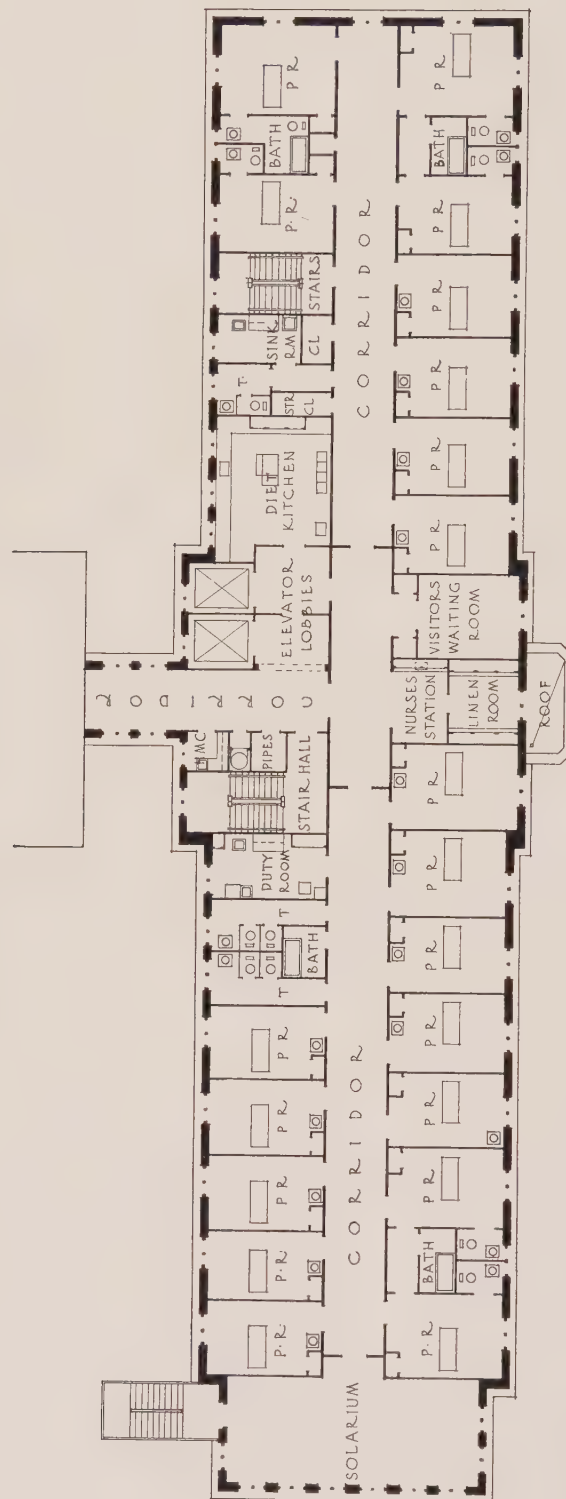 SOLARIUM
P.R.
P.R.
P R
P R
P R
T
BATH
T
DUTY
ROOM
STAIR HALL
PIPES
HMC
CORRIDOR
ELEVATOR
LOBBIES
DIET
KITCHEN
STR
CL
T.
SINK
RM
CL
STAIRS
P.R.
BATH
P R
CORRIDOR
CORRIDOR
P.R
BATH
P R
P R
P R
P R
P R
P R
NURSES
STATION
LINEN
ROOM
VISITORS
WAITING
ROOM
P R
P R
P R
P R
P R
BATH
P R
ROOF